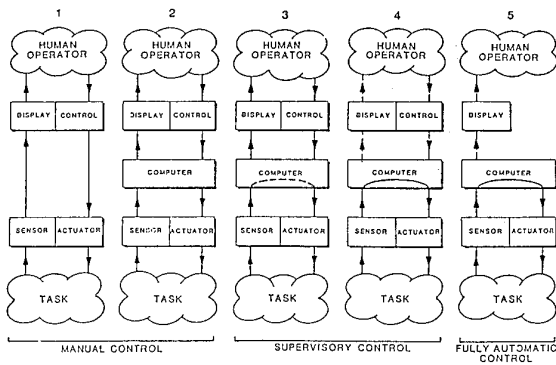 1 2 3 4 5
HUMAN OPERATOR HUMAN OPERATOR HUMAN OPERATOR HUMAN OPERATOR HUMAN OPERATOR
DISPLAY CONTROL DISPLAY CONTROL DISPLAY CONTROL DISPLAY CONTROL DISPLAY
COMPUTER COMPUTER COMPUTER COMPUTER
SENSOR ACTUATOR SENSOR ACTUATOR SENSOR ACTUATOR SENSOR ACTUATOR SENSOR ACTUATOR
TASK TASK TASK TASK TASK
MANUAL CONTROL SUPERVISORY CONTROL FULLY AUTOMATIC
CONTROL